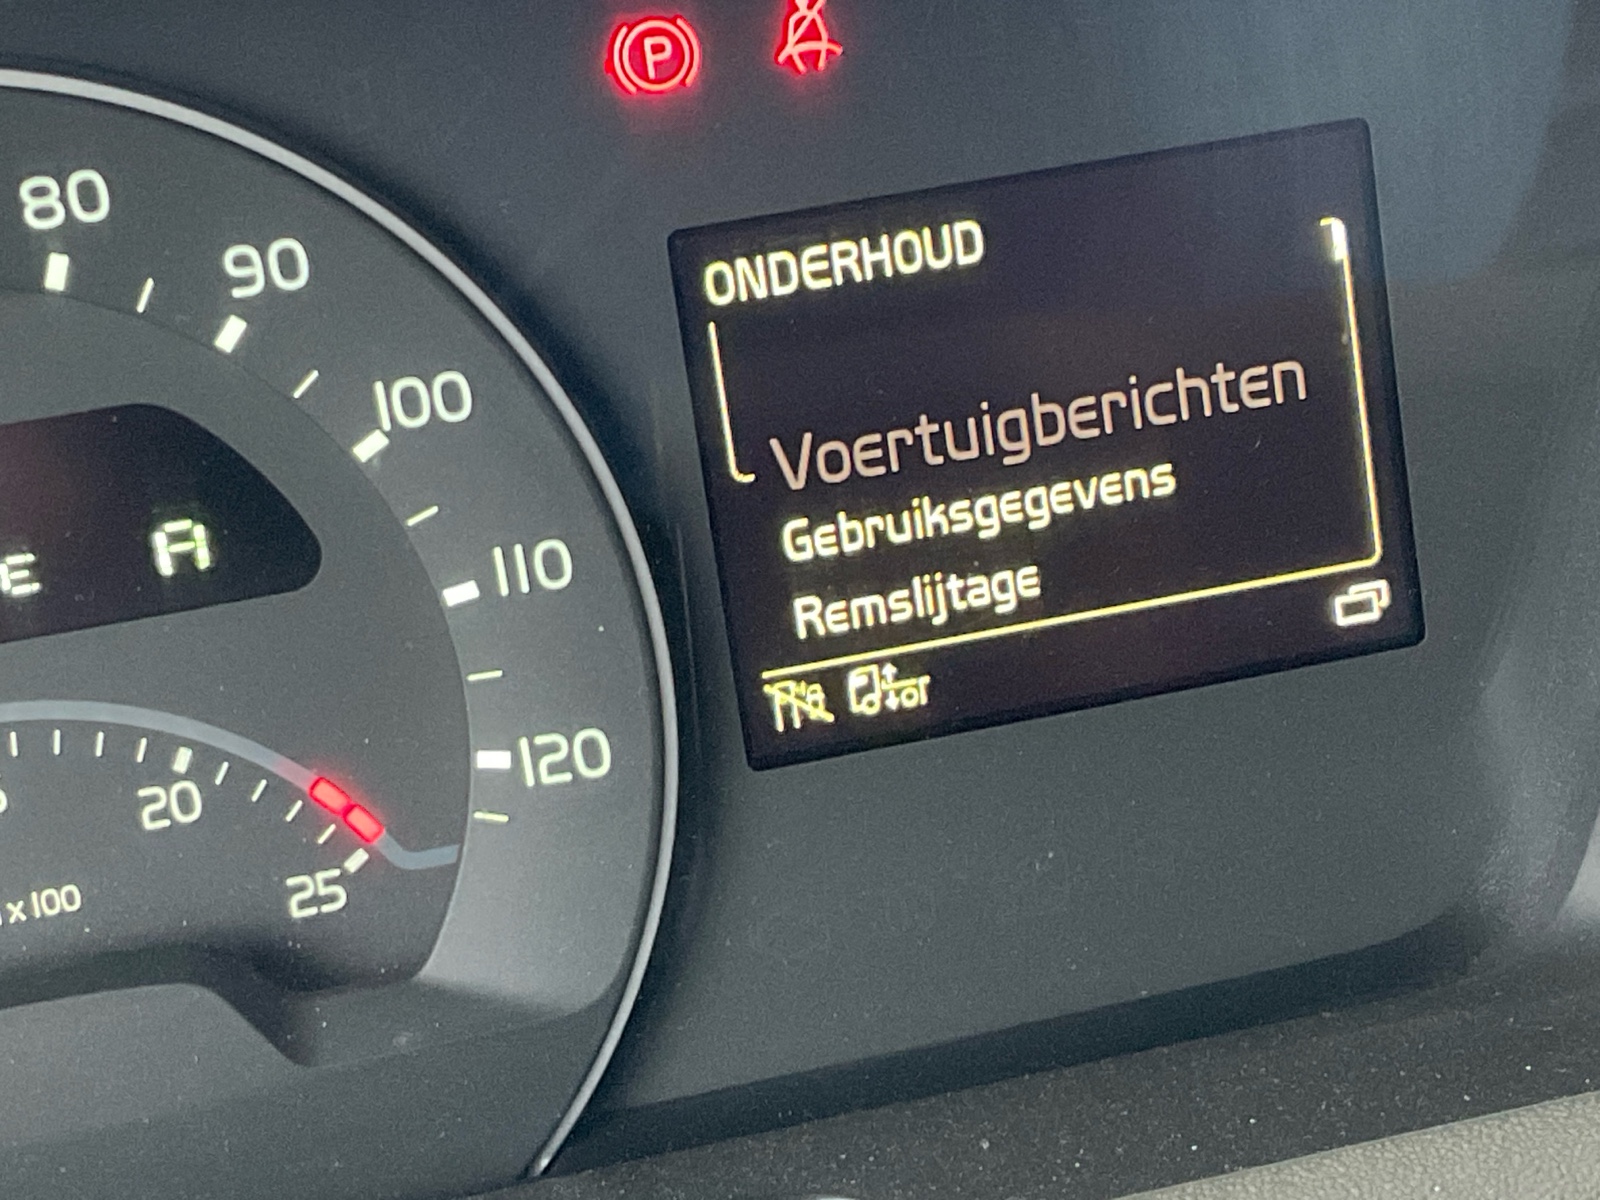 P
80
90
100
110
120
E A
20
25
x100
ONDERHOUD
Voertuigberichten
Gebruiksgegevens
Remslijtage